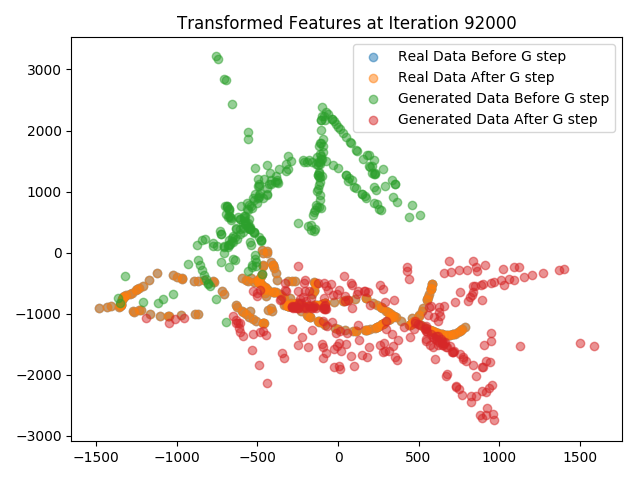 Transformed Features at Iteration 92000
Real Data Before G step
Real Data After G step
Generated Data Before G step
Generated Data After G step
3000
2000
1000
0
−1000
−2000
−3000
−1500 −1000 −500 0 500 1000 1500